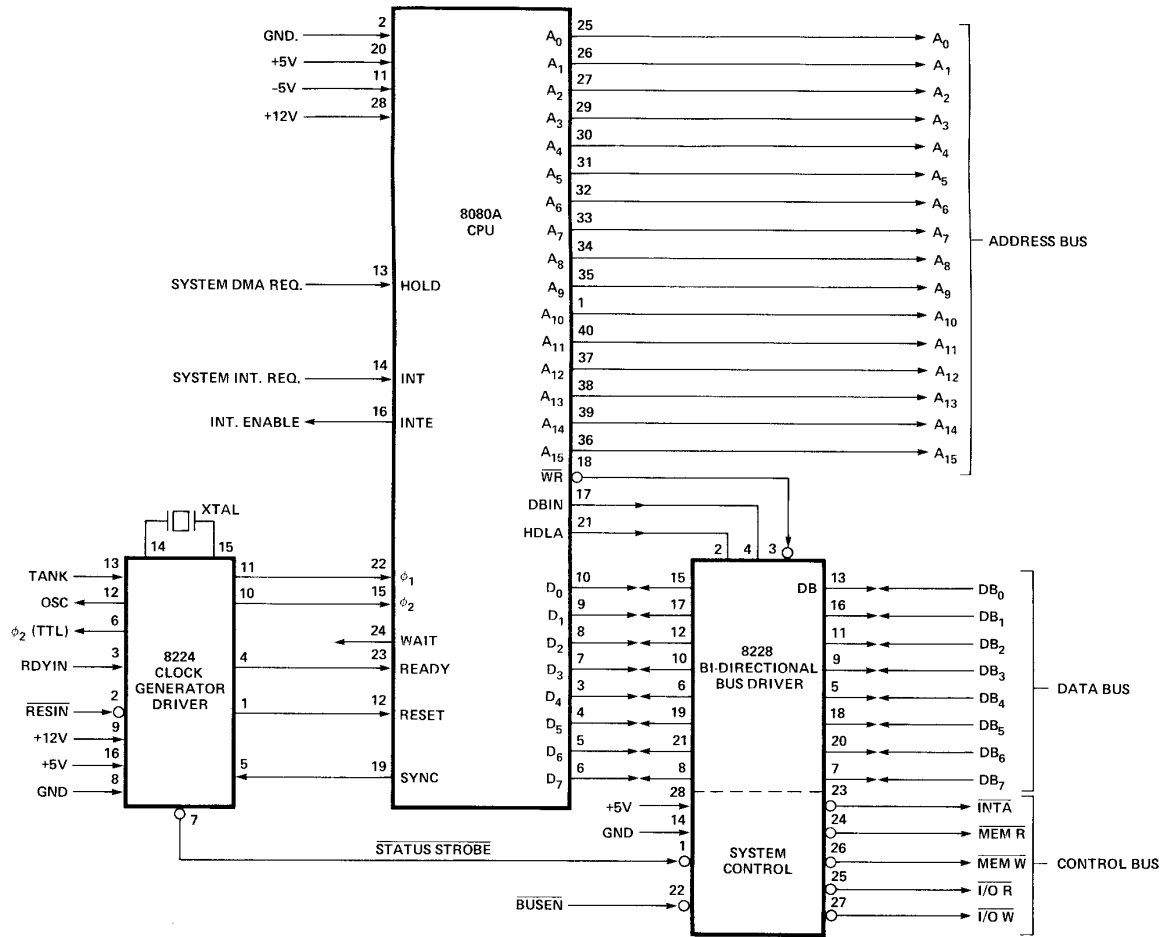 GND. 2
+5V 20
-5V 11
+12V 28
8080A
CPU
A0 25 A0
A1 26 A1
A2 27 A2
A3 29 A3
A4 30 A4
A5 31 A5
A6 32 A6
A7 33 A7
A8 34 A8
A9 35 A9
A10 1 A10
A11 40 A11
A12 37 A12
A13 38 A13
A14 39 A14
A15 36 A15
ADDRESS BUS
SYSTEM DMA REQ. 13 HOLD
SYSTEM INT. REQ. 14 INT
INT. ENABLE 16 INTE
WR 18
DBIN 17
HDLA 21
2 4 3
XTAL
14 15
TANK 13
OSC 12
ϕ2 (TTL) 6
RDYIN 3
RESIN 2
+12V 9
+5V 16
GND 8
8224
CLOCK
GENERATOR
DRIVER
11 22 ϕ1
10 15 ϕ2
24 WAIT
4 23 READY
1 12 RESET
5 19 SYNC
7
STATUS STROBE 1
D0 10 15
D1 9 17
D2 8 12
D3 7 10
D4 3 6
D5 4 19
D6 5 21
D7 6 8
8228
BI-DIRECTIONAL
BUS DRIVER
DB 13 DB0
16 DB1
11 DB2
9 DB3
5 DB4
18 DB5
20 DB6
7 DB7
DATA BUS
+5V 28
GND 14
BUSEN 22
SYSTEM
CONTROL
23 INTA
24 MEM R
26 MEM W
25 I/O R
27 I/O W
CONTROL BUS